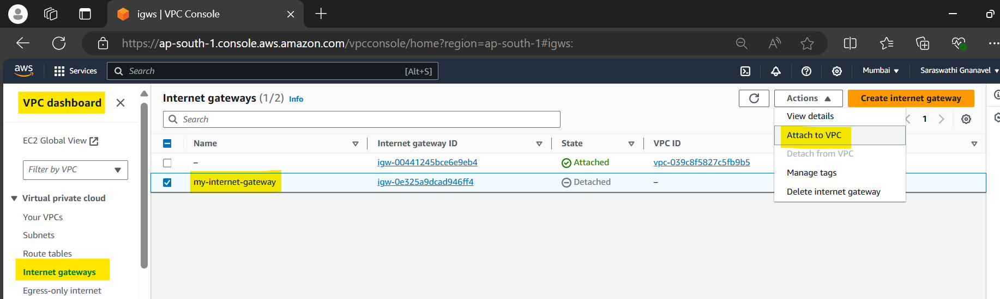 igws | VPC Console
https://ap-south-1.console.aws.amazon.com/vpcconsole/home?region=ap-south-1#igws:
aws
Services
Search
[Alt+S]
Mumbai
Saraswathi Gnanavel
VPC dashboard
EC2 Global View
Filter by VPC
Virtual private cloud
Your VPCs
Subnets
Route tables
Internet gateways
Egress-only internet
Internet gateways (1/2) Info
Actions
Create internet gateway
Search
1
View details
Attach to VPC
Detach from VPC
Manage tags
Delete internet gateway
Name Internet gateway ID State VPC ID
– igw-00441245bce6e9eb4 Attached vpc-039c8f5827c5fb9b5
my-internet-gateway igw-0e325a9dcad946ff4 Detached –